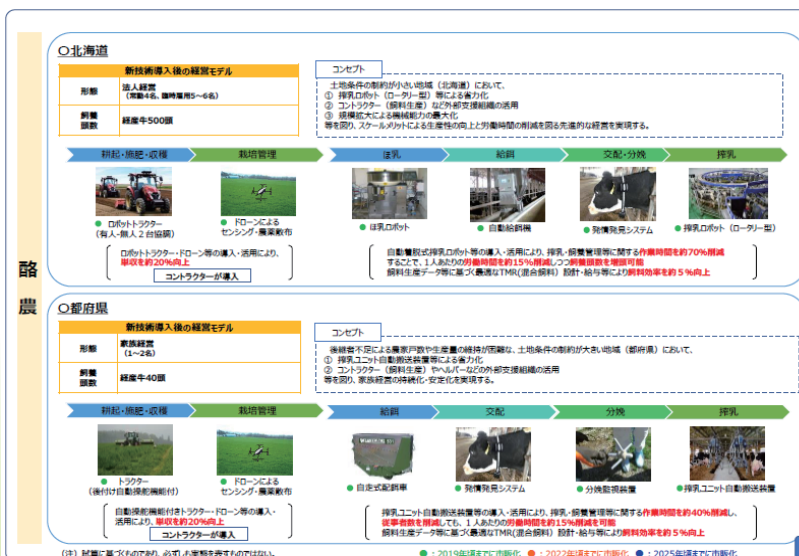 酪農
〇北海道
新技術導入後の経営モデル
形態
法人経営
(常勤4名、臨時雇用5~6名)
飼養
頭数
経産牛500頭
コンセプト
土地条件の制約が小さい地域(北海道)において、
① 搾乳ロボット(ロータリー型)等による省力化
② コントラクター(飼料生産)など外部支援組織の活用
③ 規模拡大による機械能力の最大化
等を図り、スケールメリットによる生産性の向上と労働時間の削減を図る先進的な経営を実現する。
耕起・施肥・収穫
栽培管理
ほ乳
給餌
交配・分娩
搾乳
● ロボットトラクター
(有人-無人2台協調)
● ドローンによる
センシング・農薬散布
● ほ乳ロボット
● 自動給餌機
● 発情発見システム
● 搾乳ロボット(ロータリー型)
ロボットトラクター・ドローン等の導入・活用により、
単収を約20%向上
コントラクターが導入
自動着脱式搾乳ロボット等の導入・活用により、搾乳・飼養管理等に関する作業時間を約70%削減
することで、1人あたりの労働時間を約15%削減しつつ飼養頭数を増頭可能
飼料生産データ等に基づく最適なTMR(混合飼料)設計・給与等により飼料効率を約5%向上
〇都府県
新技術導入後の経営モデル
形態
家族経営
(1~2名)
飼養
頭数
経産牛40頭
コンセプト
後継者不足による農家戸数や生産量の維持が困難な、土地条件の制約が大きい地域(都府県)において、
① 搾乳ユニット自動搬送装置等による省力化
② コントラクター(飼料生産)やヘルパーなどの外部支援組織の活用
等を図り、家族経営の持続化・安定化を実現する。
耕起・施肥・収穫
栽培管理
給餌
交配
分娩
搾乳
● トラクター
(後付け自動操舵機能付)
● ドローンによる
センシング・農薬散布
● 自走式配餌車
● 発情発見システム
● 分娩監視装置
● 搾乳ユニット自動搬送装置
自動操舵機能付きトラクター・ドローン等の導入・
活用により、単収を約20%向上
コントラクターが導入
搾乳ユニット自動搬送装置等の導入・活用により、搾乳・飼養管理等に関する作業時間を約40%削減し、
従事者数を削減しても、1人あたりの労働時間を約15%削減を可能
飼料生産データ等に基づく最適なTMR(混合飼料)設計・給与等により飼料効率を約5%向上
(注)試算に基づくものであり、必ずしも実態を表すものではない。
●:2019年頃までに市販化 ●:2022年頃までに市販化 ●:2025年頃までに市販化